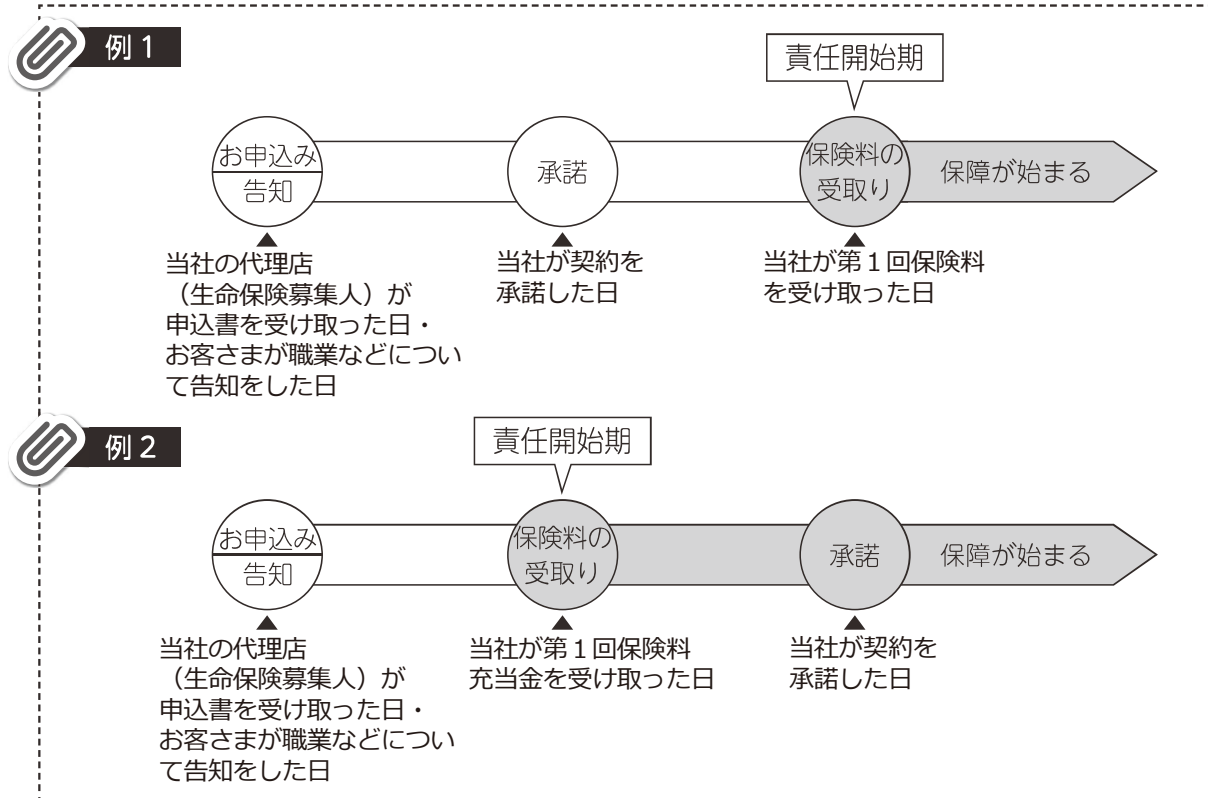 例 1
責任開始期
お申込み
告知
承諾
保険料の
受取り
保障が始まる
当社の代理店
（生命保険募集人）が
申込書を受け取った日・
お客さまが職業などについ
て告知をした日
当社が契約を
承諾した日
当社が第１回保険料
を受け取った日
例 2
責任開始期
お申込み
告知
保険料の
受取り
承諾
保障が始まる
当社の代理店
（生命保険募集人）が
申込書を受け取った日・
お客さまが職業などについ
て告知をした日
当社が第１回保険料
充当金を受け取った日
当社が契約を
承諾した日